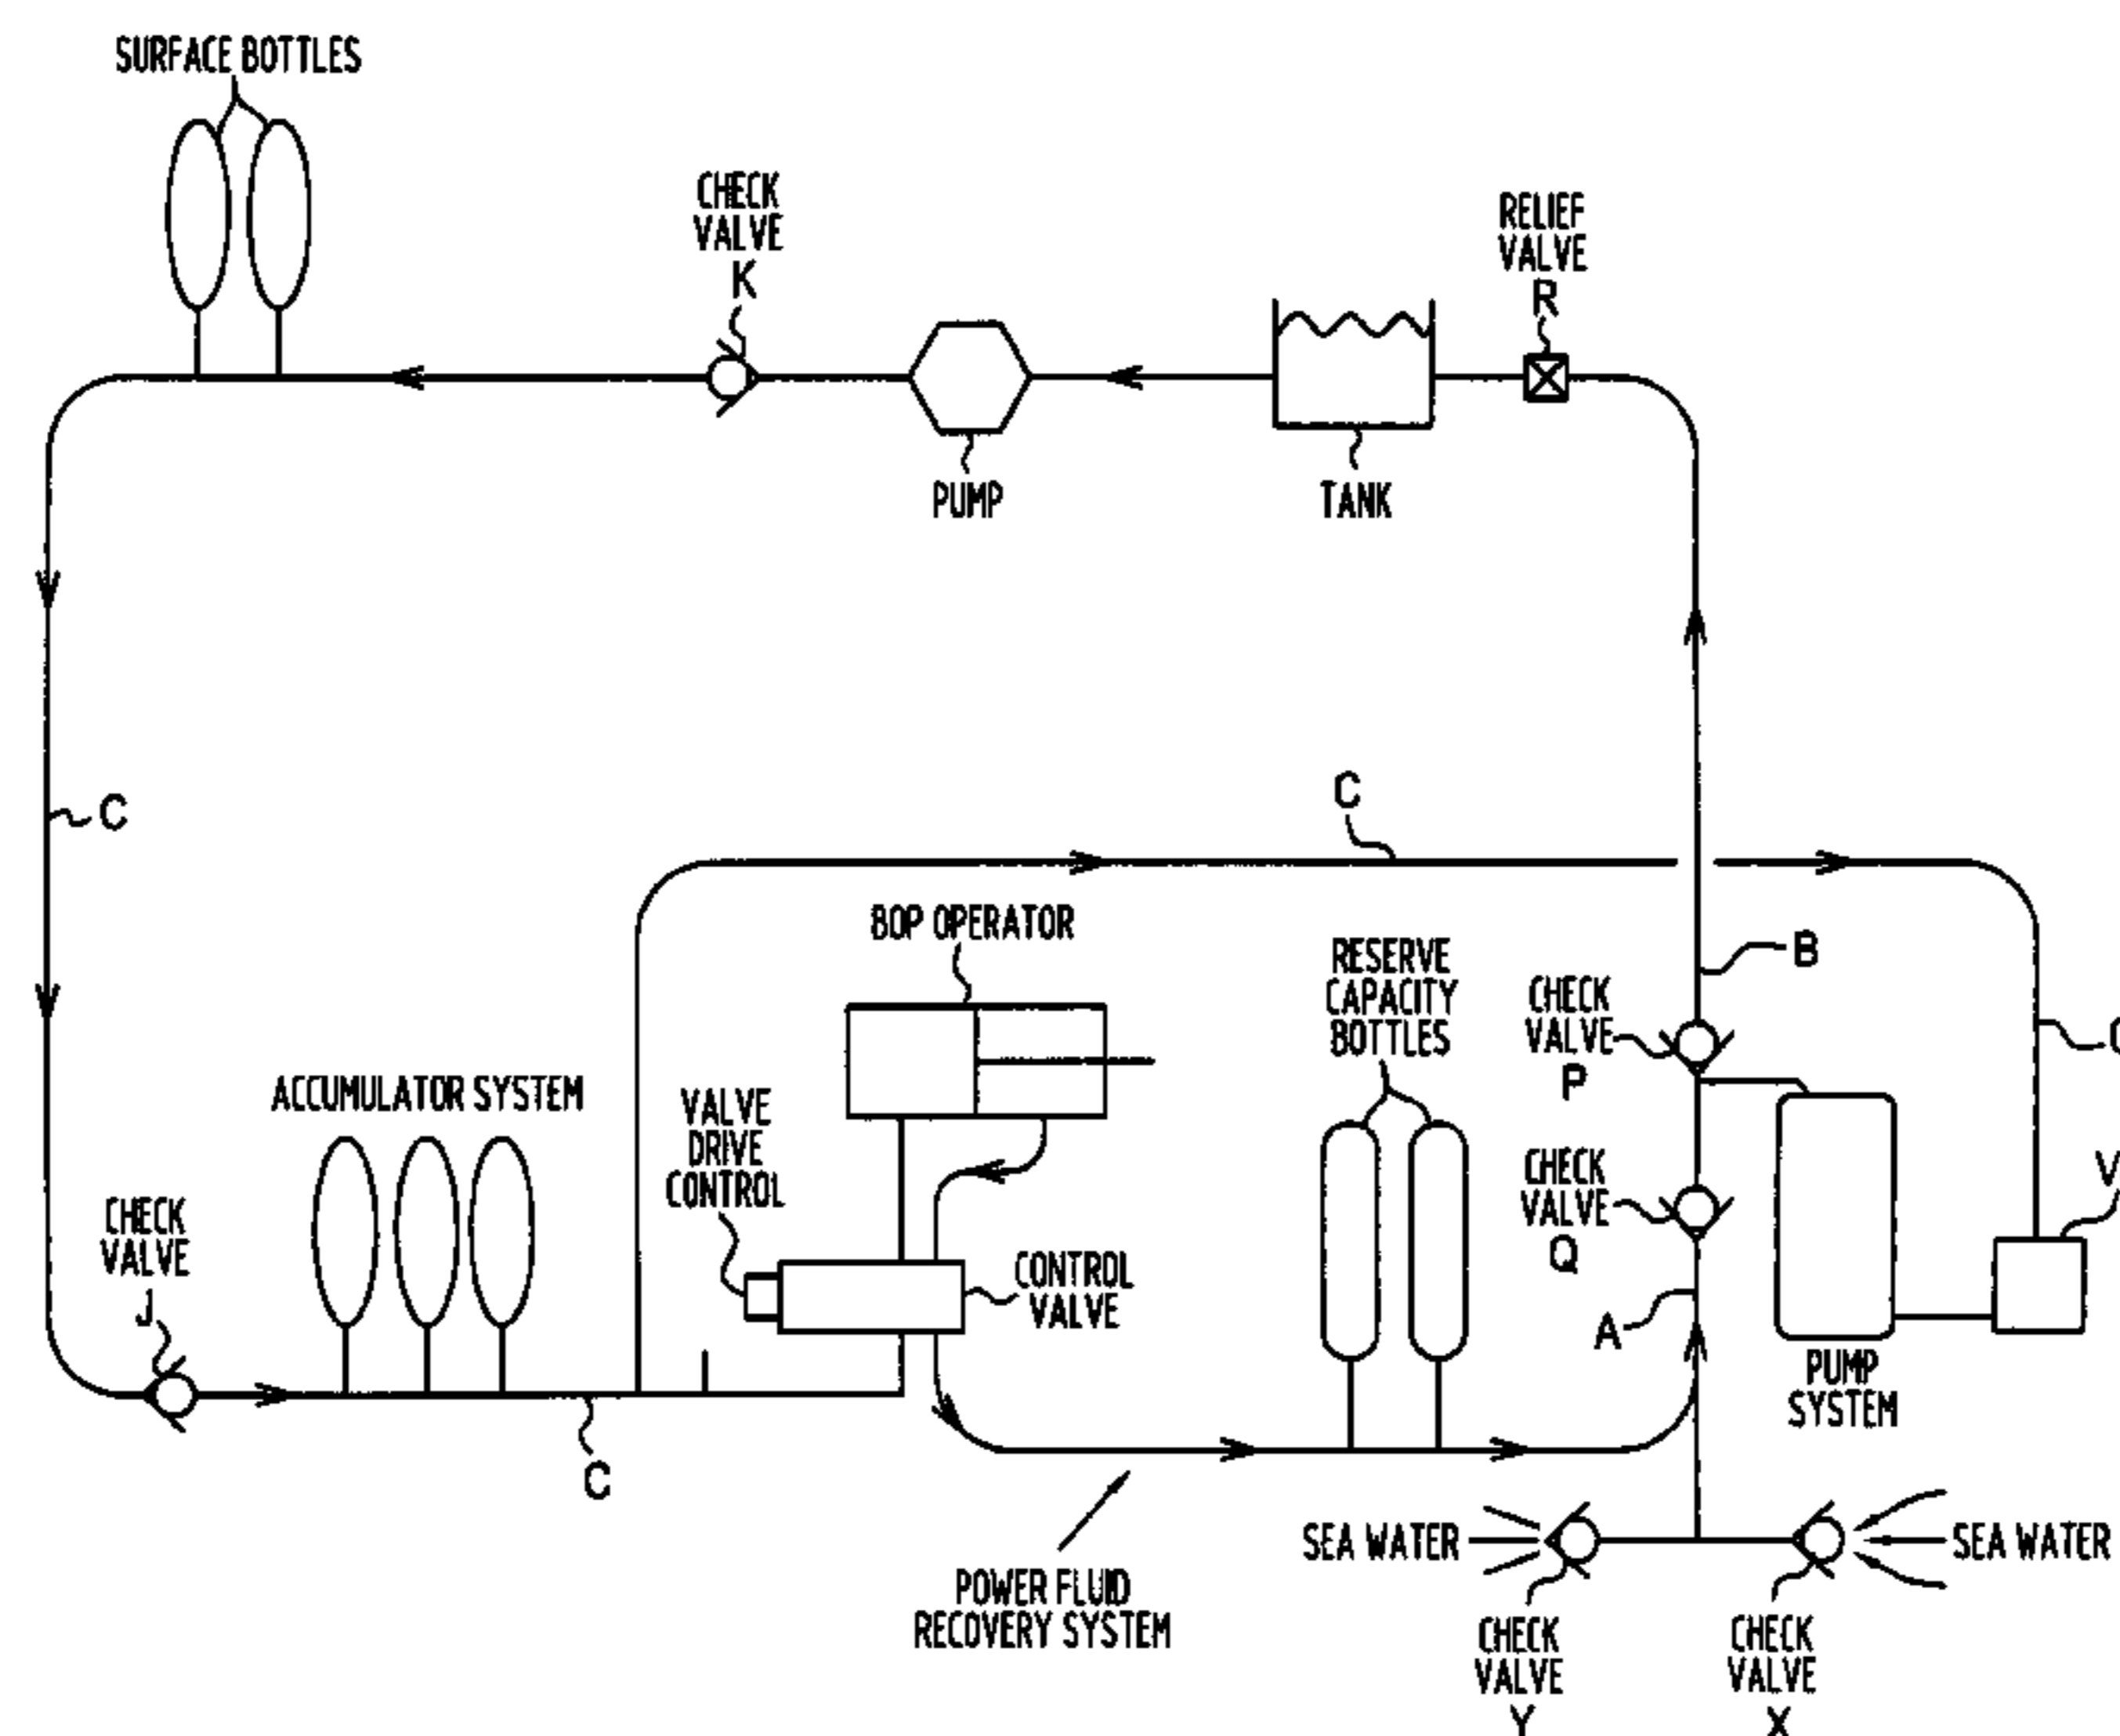 SURFACE BOTTLES
CHECK
VALVE
K
RELIEF
VALVE
R
PUMP
TANK
C
C
BOP OPERATOR
RESERVE
CAPACITY
BOTTLES
B
CHECK
VALVE
P
ACCUMULATOR SYSTEM
VALVE
DRIVE
CONTROL
CHECK
VALVE
Q
V
CHECK
VALVE
J
CONTROL
VALVE
A
PUMP
SYSTEM
C
SEA WATER
SEA WATER
POWER FLUID
RECOVERY SYSTEM
CHECK
VALVE
Y
CHECK
VALVE
X